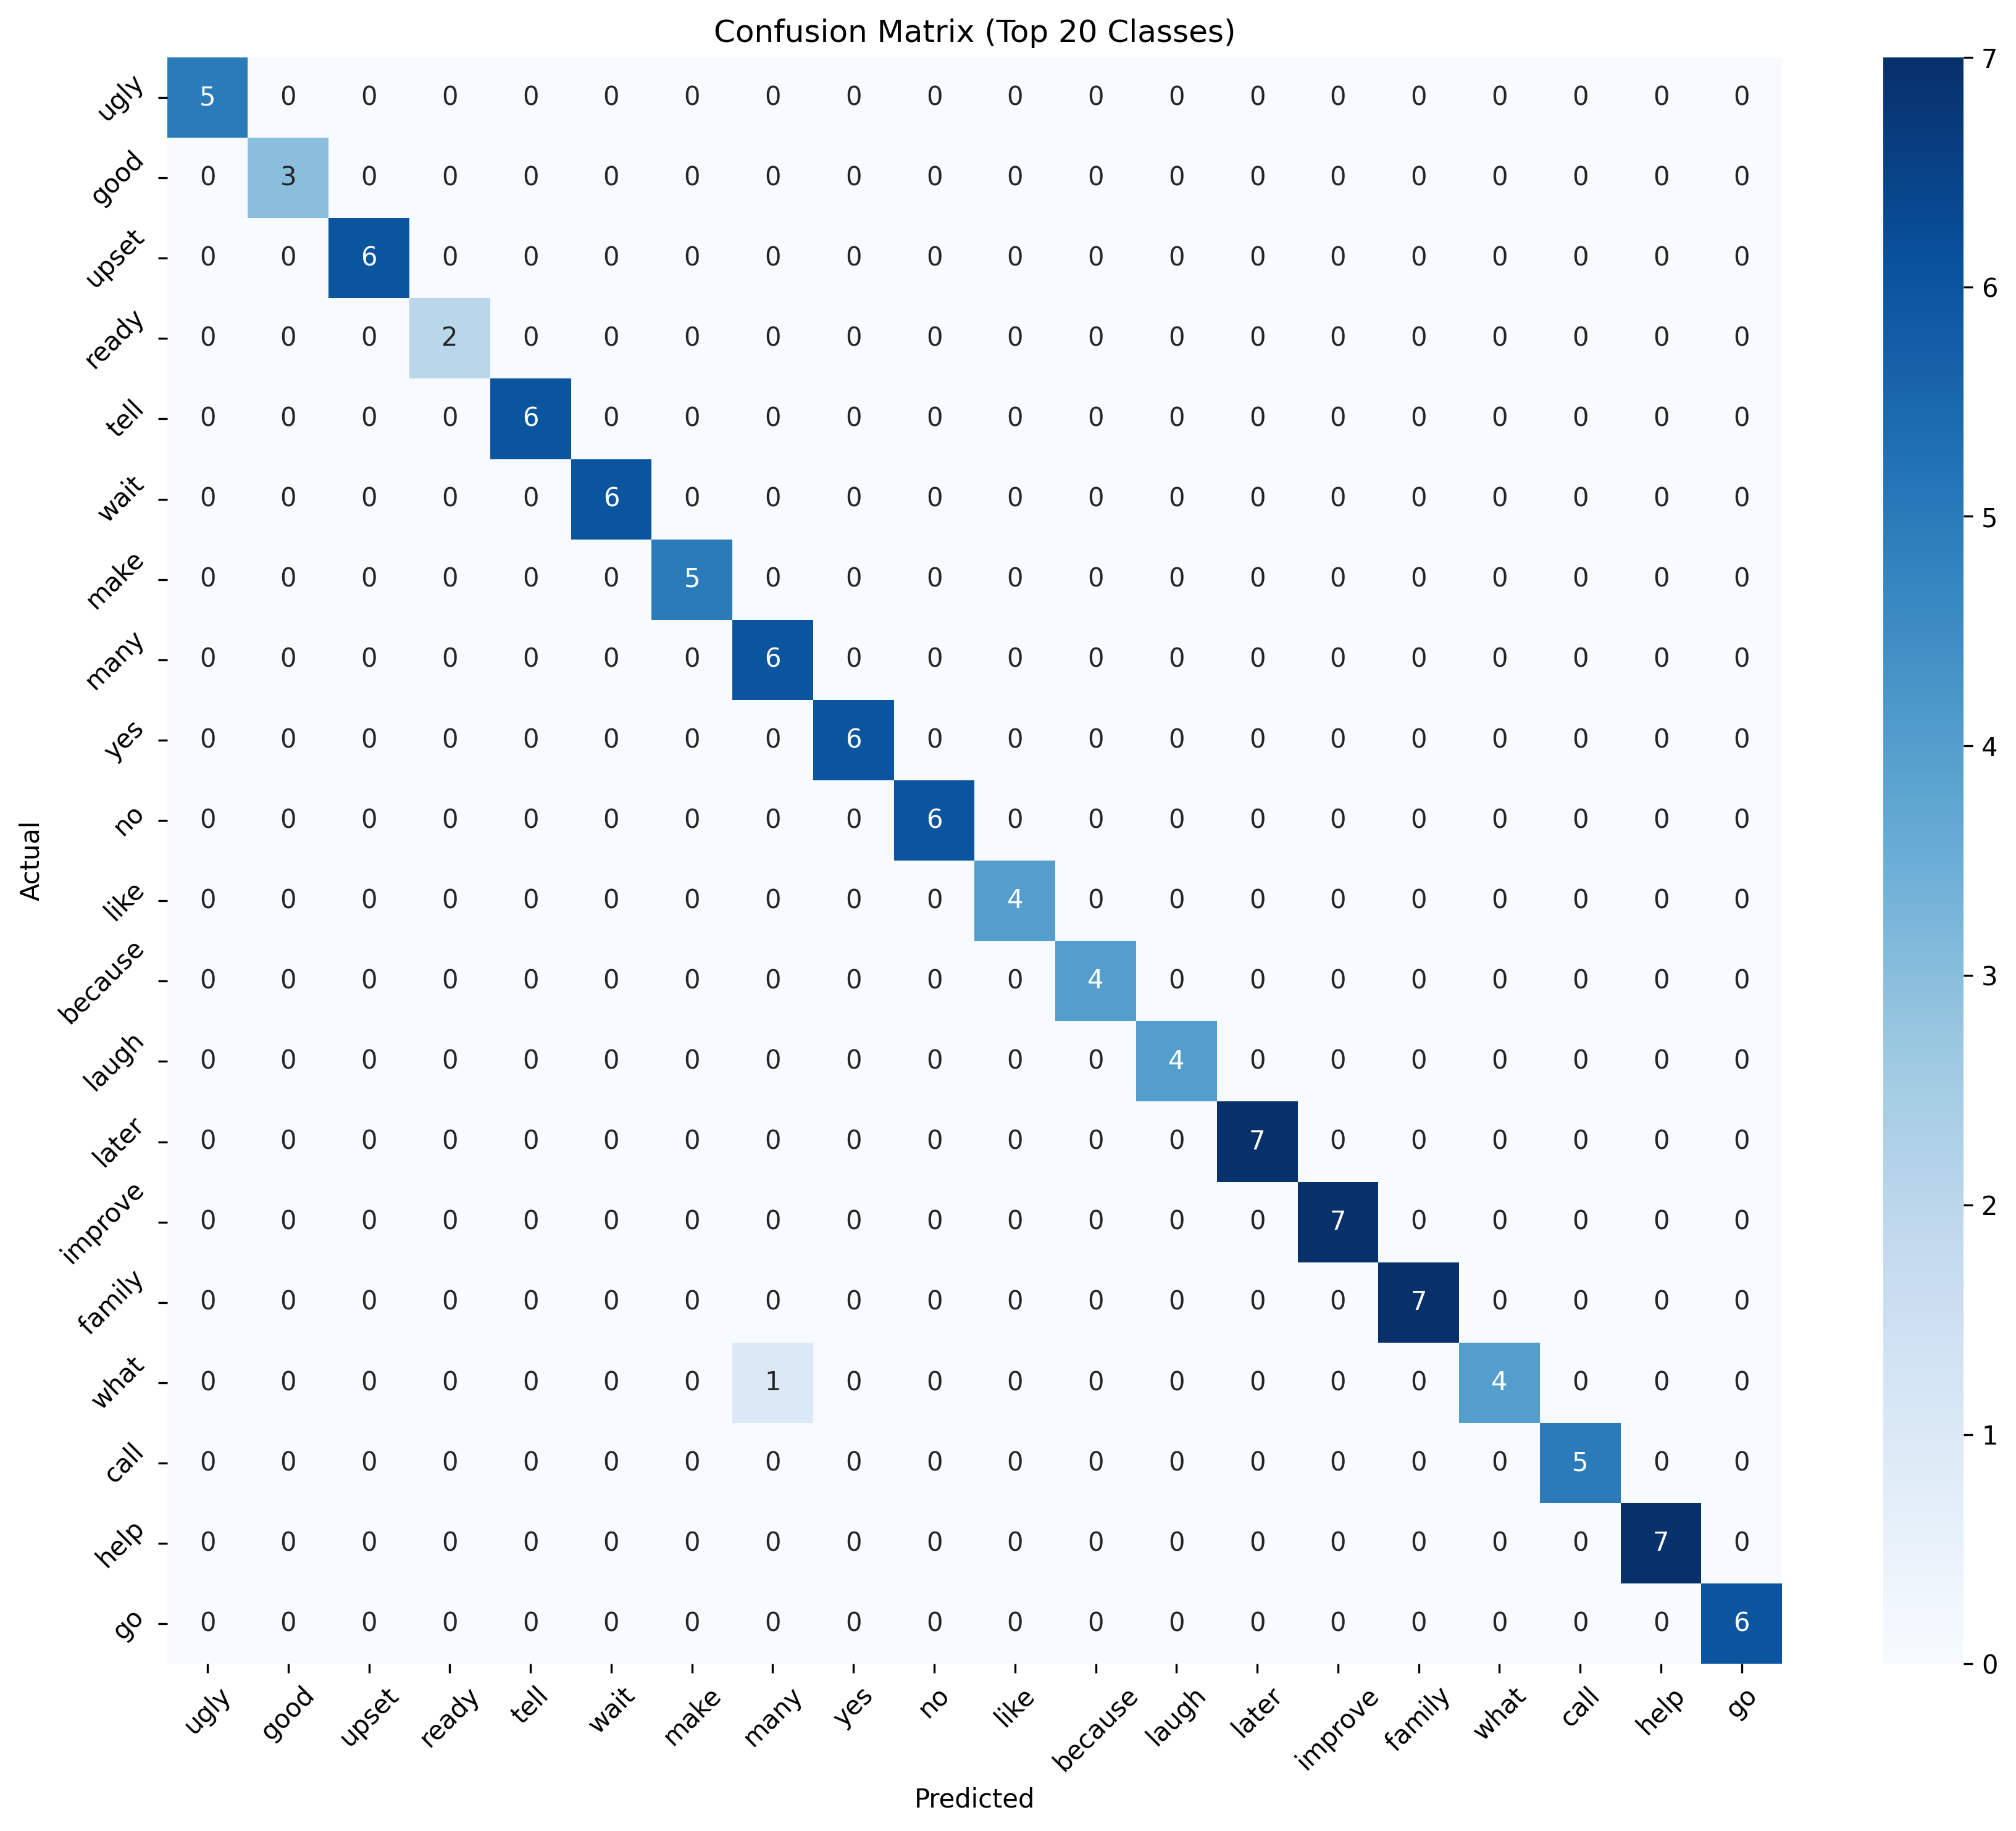 Confusion Matrix (Top 20 Classes)
ugly 5 0 0 0 0 0 0 0 0 0 0 0 0 0 0 0 0 0 0 0
good 0 3 0 0 0 0 0 0 0 0 0 0 0 0 0 0 0 0 0 0
upset 0 0 6 0 0 0 0 0 0 0 0 0 0 0 0 0 0 0 0 0
ready 0 0 0 2 0 0 0 0 0 0 0 0 0 0 0 0 0 0 0 0
tell 0 0 0 0 6 0 0 0 0 0 0 0 0 0 0 0 0 0 0 0
wait 0 0 0 0 0 6 0 0 0 0 0 0 0 0 0 0 0 0 0 0
make 0 0 0 0 0 0 5 0 0 0 0 0 0 0 0 0 0 0 0 0
many 0 0 0 0 0 0 0 6 0 0 0 0 0 0 0 0 0 0 0 0
yes 0 0 0 0 0 0 0 0 6 0 0 0 0 0 0 0 0 0 0 0
no 0 0 0 0 0 0 0 0 0 6 0 0 0 0 0 0 0 0 0 0
like 0 0 0 0 0 0 0 0 0 0 4 0 0 0 0 0 0 0 0 0
because 0 0 0 0 0 0 0 0 0 0 0 4 0 0 0 0 0 0 0 0
laugh 0 0 0 0 0 0 0 0 0 0 0 0 4 0 0 0 0 0 0 0
later 0 0 0 0 0 0 0 0 0 0 0 0 0 7 0 0 0 0 0 0
improve 0 0 0 0 0 0 0 0 0 0 0 0 0 0 7 0 0 0 0 0
family 0 0 0 0 0 0 0 0 0 0 0 0 0 0 0 7 0 0 0 0
what 0 0 0 0 0 0 0 1 0 0 0 0 0 0 0 0 4 0 0 0
call 0 0 0 0 0 0 0 0 0 0 0 0 0 0 0 0 0 5 0 0
help 0 0 0 0 0 0 0 0 0 0 0 0 0 0 0 0 0 0 7 0
go 0 0 0 0 0 0 0 0 0 0 0 0 0 0 0 0 0 0 0 6
ugly good upset ready tell wait make many yes no like because laugh later improve family what call help go
Predicted
Actual
7
6
5
4
3
2
1
0